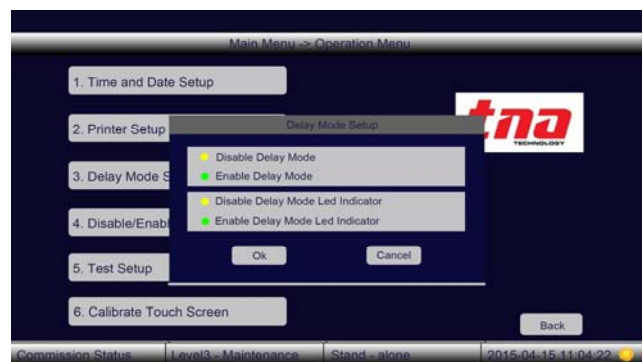 Main Menu -> Operation Menu
1. Time and Date Setup
tna
TECHNOLOGY
2. Printer Setup
Delay Mode Setup
Disable Delay Mode
Enable Delay Mode
3. Delay Mode S
Disable Delay Mode Led Indicator
Enable Delay Mode Led Indicator
4. Disable/Enabl
Ok
Cancel
5. Test Setup
6. Calibrate Touch Screen
Back
Commission Status
Level3 - Maintenance
Stand - alone
2015-04-15 11:04:22